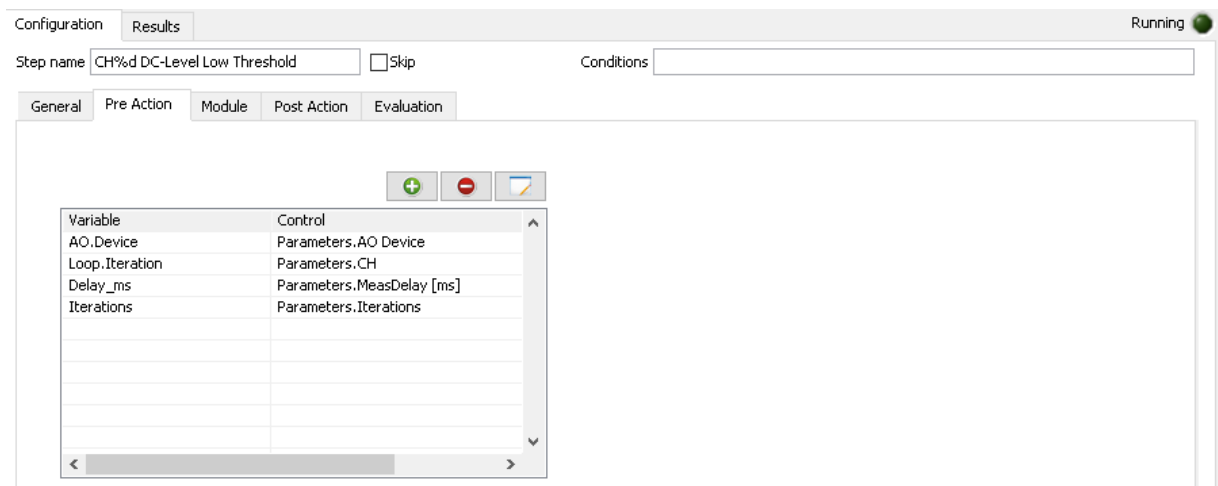 Configuration Results Running
Step name CH%d DC-Level Low Threshold Skip Conditions
General Pre Action Module Post Action Evaluation
Variable Control
AO.Device Parameters.AO Device
Loop.Iteration Parameters.CH
Delay_ms Parameters.MeasDelay [ms]
Iterations Parameters.Iterations